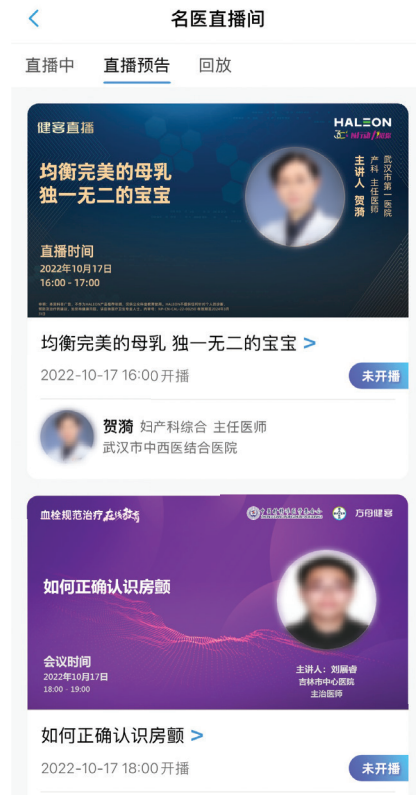 名医直播间
直播中 直播预告 回放
健客直播
HALEON
均衡完美的母乳
独一无二的宝宝
主讲人 贺漪
产科 主任医师
武汉市第一医院
直播时间
2022年10月17日
16:00 - 17:00
均衡完美的母乳 独一无二的宝宝 >
2022-10-17 16:00开播
未开播
贺漪 妇产科综合 主任医师
武汉市中西医结合医院
血栓规范治疗在线教育
方舟健客
如何正确认识房颤
会议时间
2022年10月17日
18:00 - 19:00
主讲人：刘展睿
吉林市中心医院
主治医师
如何正确认识房颤 >
2022-10-17 18:00开播
未开播